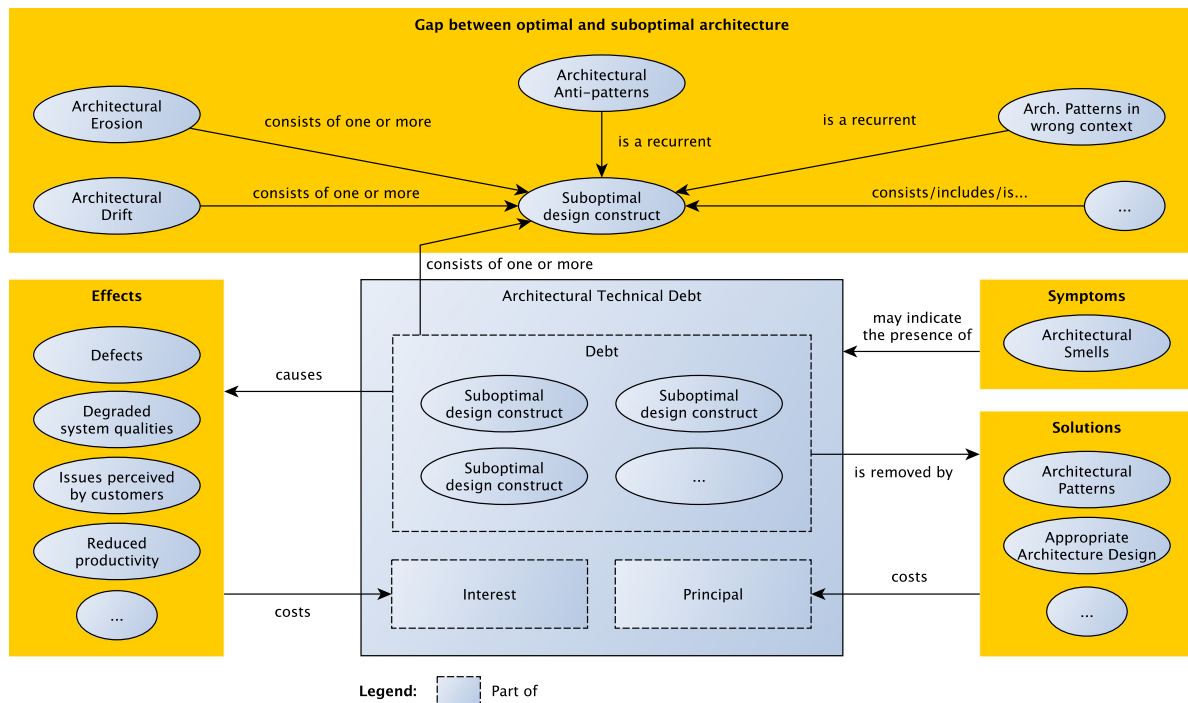 Gap between optimal and suboptimal architecture
Architectural
Anti-patterns
Architectural
Erosion
consists of one or more
is a recurrent
is a recurrent
Arch. Patterns in
wrong context
Architectural
Drift
consists of one or more
Suboptimal
design construct
consists/includes/is...
...
consists of one or more
Effects
Defects
Degraded
system qualities
Issues perceived
by customers
Reduced
productivity
...
causes
costs
Architectural Technical Debt
Debt
Suboptimal
design construct
Suboptimal
design construct
Suboptimal
design construct
...
Interest
Principal
may indicate
the presence of
Symptoms
Architectural
Smells
is removed by
costs
Solutions
Architectural
Patterns
Appropriate
Architecture Design
...
Legend:
Part of